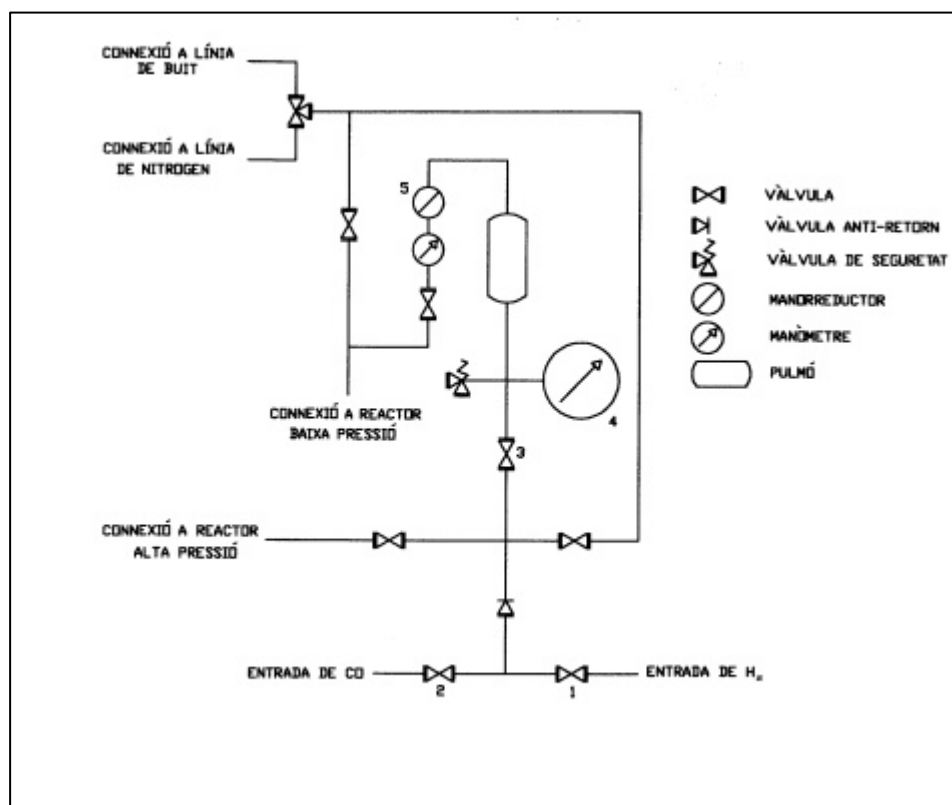 CONNEXIÓ A LÍNIA
DE BUIT
CONNEXIÓ A LÍNIA
DE NITROGEN
5
VÀLVULA
VÀLVULA ANTI-RETORN
VÀLVULA DE SEGURETAT
MANORREDUCTOR
MANÒMETRE
PULMÓ
4
CONNEXIÓ A REACTOR
BAIXA PRESSIÓ
3
CONNEXIÓ A REACTOR
ALTA PRESSIÓ
ENTRADA DE CO
2
1
ENTRADA DE H₂